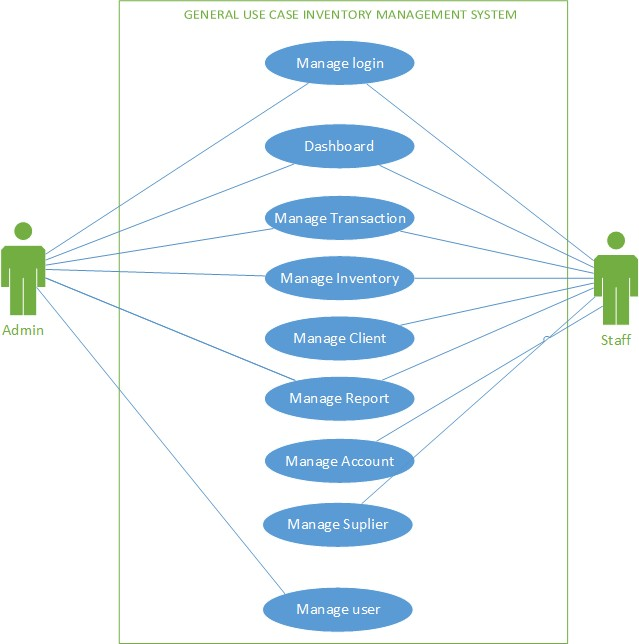 GENERAL USE CASE INVENTORY MANAGEMENT SYSTEM
Manage login
Dashboard
Manage Transaction
Manage Inventory
Admin
Manage Client
Staff
Manage Report
Manage Account
Manage Suplier
Manage user